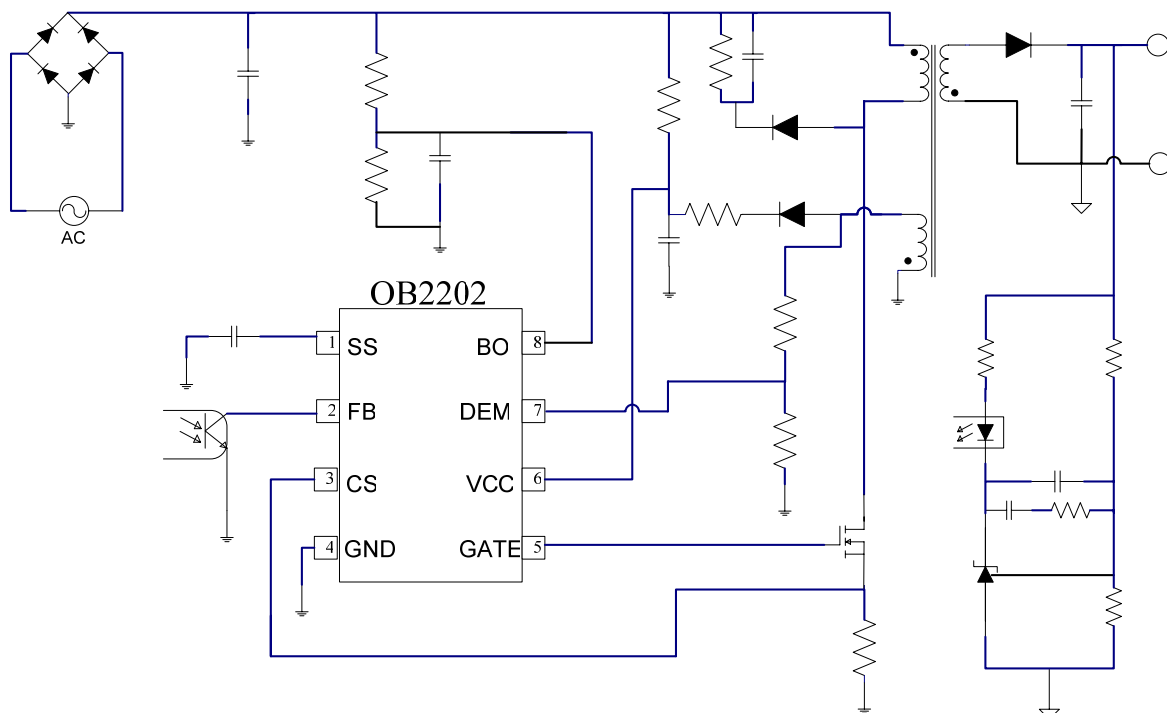 AC
OB2202
1 SS BO 8
2 FB DEM 7
3 CS VCC 6
4 GND GATE 5